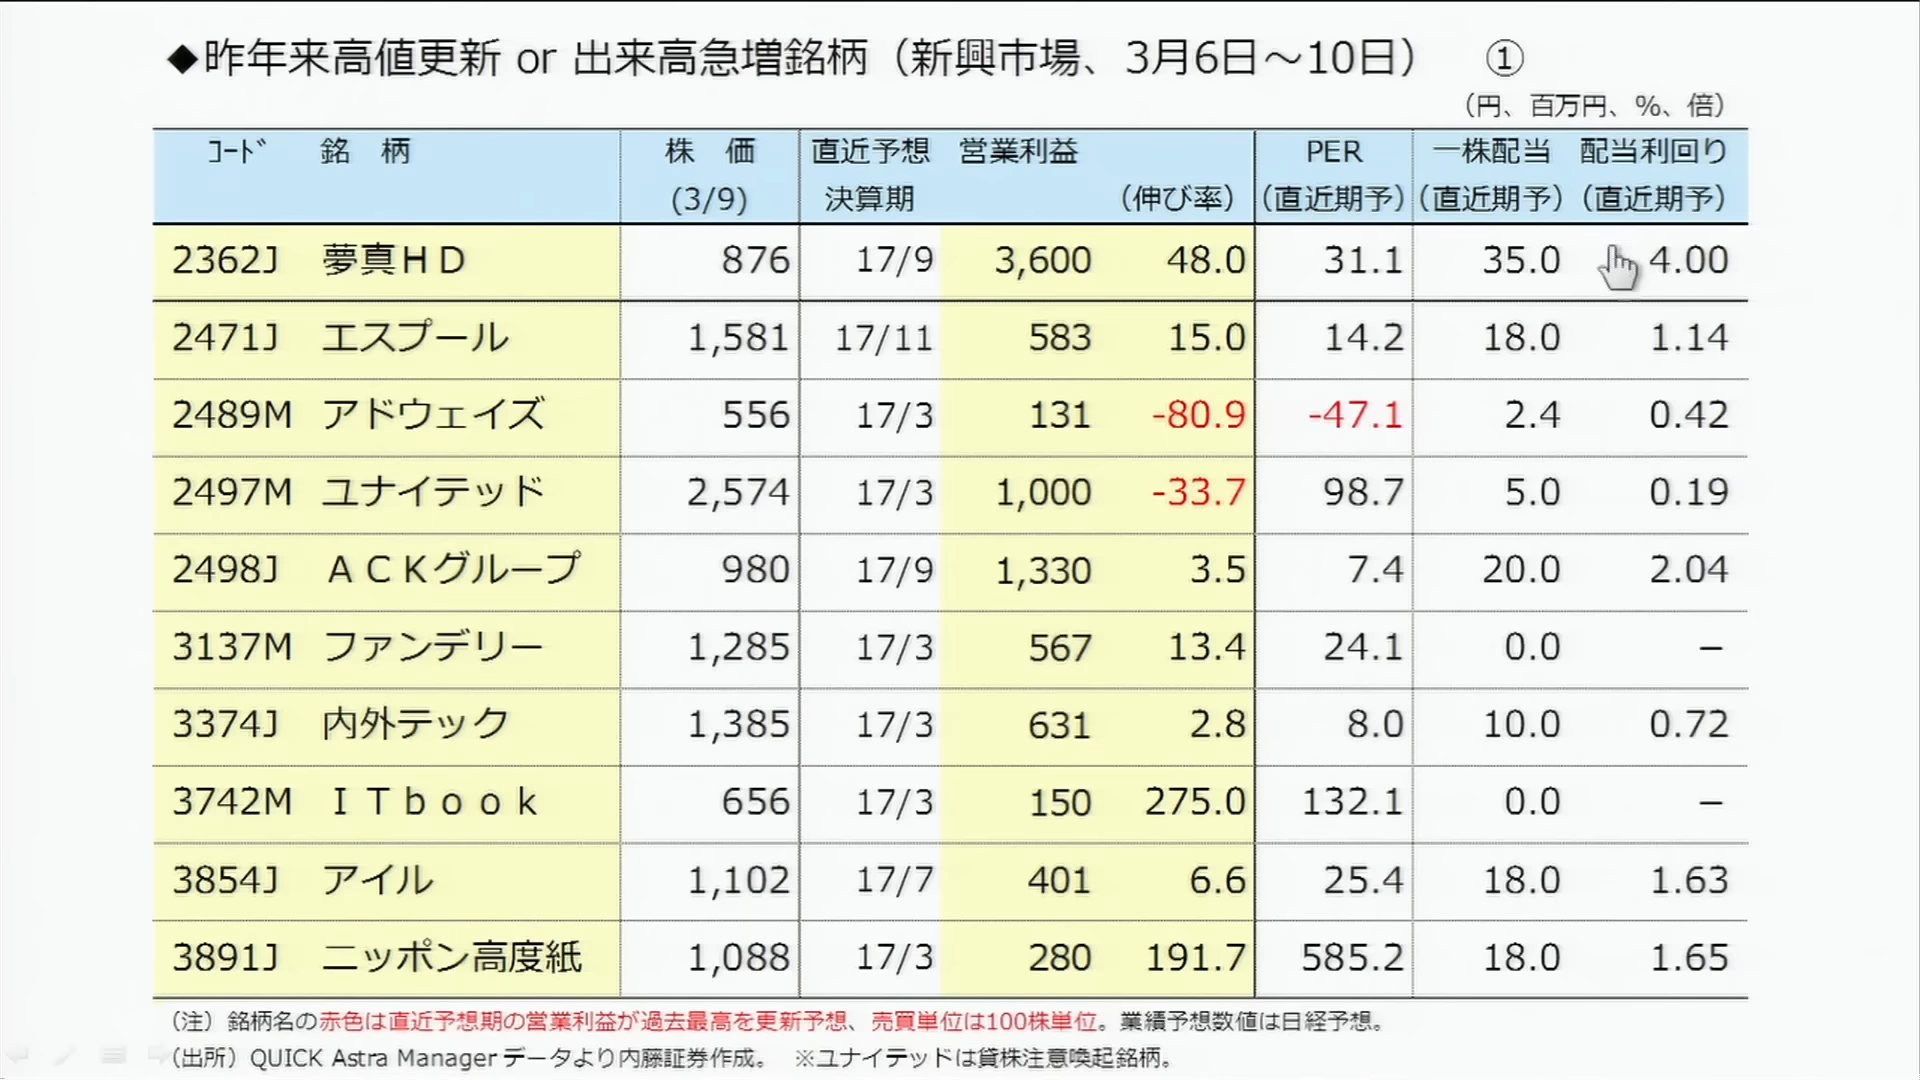 ◆昨年来高値更新 or 出来高急増銘柄（新興市場、3月6日～10日）　①
（円、百万円、%、倍）
ｺｰﾄﾞ　銘　柄　株　価　直近予想　営業利益　PER　一株配当　配当利回り
(3/9)　決算期　（伸び率）　（直近期予）　（直近期予）　（直近期予）
2362J　夢真ＨＤ　876　17/9　3,600　48.0　31.1　35.0　4.00
2471J　エスプール　1,581　17/11　583　15.0　14.2　18.0　1.14
2489M　アドウェイズ　556　17/3　131　-80.9　-47.1　2.4　0.42
2497M　ユナイテッド　2,574　17/3　1,000　-33.7　98.7　5.0　0.19
2498J　ＡＣＫグループ　980　17/9　1,330　3.5　7.4　20.0　2.04
3137M　ファンデリー　1,285　17/3　567　13.4　24.1　0.0　–
3374J　内外テック　1,385　17/3　631　2.8　8.0　10.0　0.72
3742M　ＩＴｂｏｏｋ　656　17/3　150　275.0　132.1　0.0　–
3854J　アイル　1,102　17/7　401　6.6　25.4　18.0　1.63
3891J　ニッポン高度紙　1,088　17/3　280　191.7　585.2　18.0　1.65
（注）銘柄名の赤色は直近予想期の営業利益が過去最高を更新予想、売買単位は100株単位。業績予想数値は日経予想。
（出所）QUICK Astra Manager データより内藤証券作成。　※ユナイテッドは貸株注意喚起銘柄。